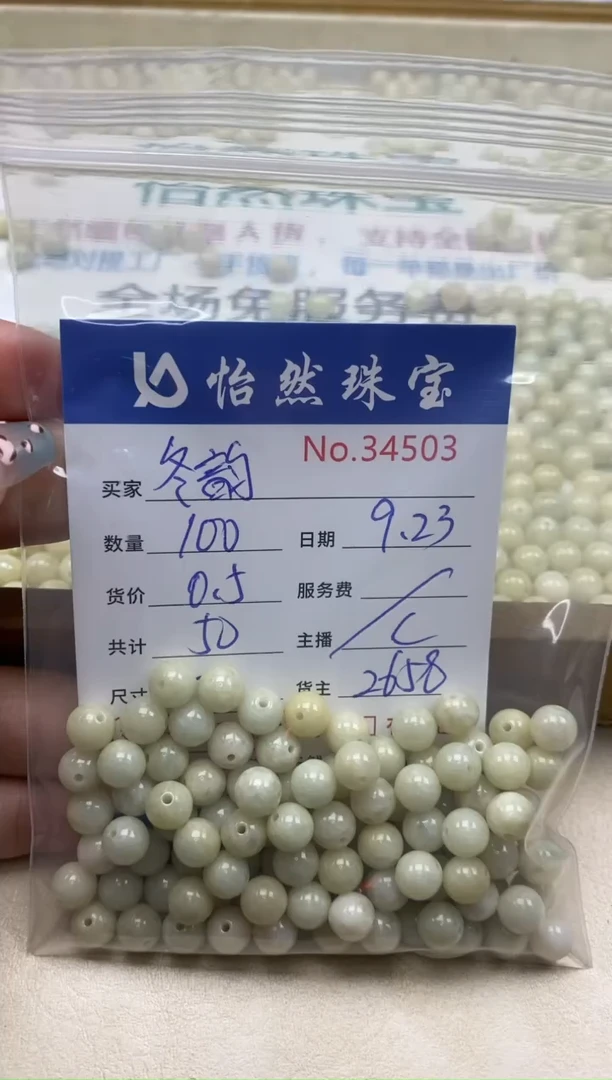 怡然珠宝
全场免服务费
怡然珠宝
No.34503
买家 冬韵
数量 100 日期 9.23
货价 0.5 服务费 /
共计 50 主播 C
尺寸 货主 2658